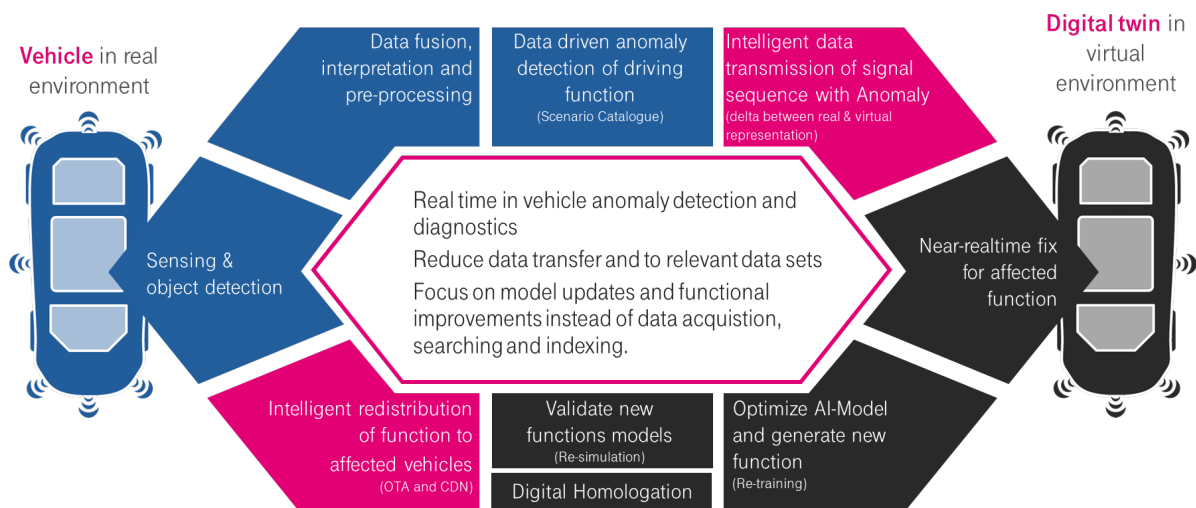 Vehicle in real
environment
Data fusion,
interpretation and
pre-processing
Data driven anomaly
detection of driving
function
(Scenario Catalogue)
Intelligent data
transmission of signal
sequence with Anomaly
(delta between real & virtual
representation)
Digital twin in
virtual
environment
Sensing &
object detection
Real time in vehicle anomaly detection and
diagnostics
Reduce data transfer and to relevant data sets
Focus on model updates and functional
improvements instead of data acquistion,
searching and indexing.
Near-realtime fix
for affected
function
Intelligent redistribution
of function to
affected vehicles
(OTA and CDN)
Validate new
functions models
(Re-simulation)
Digital Homologation
Optimize AI-Model
and generate new
function
(Re-training)